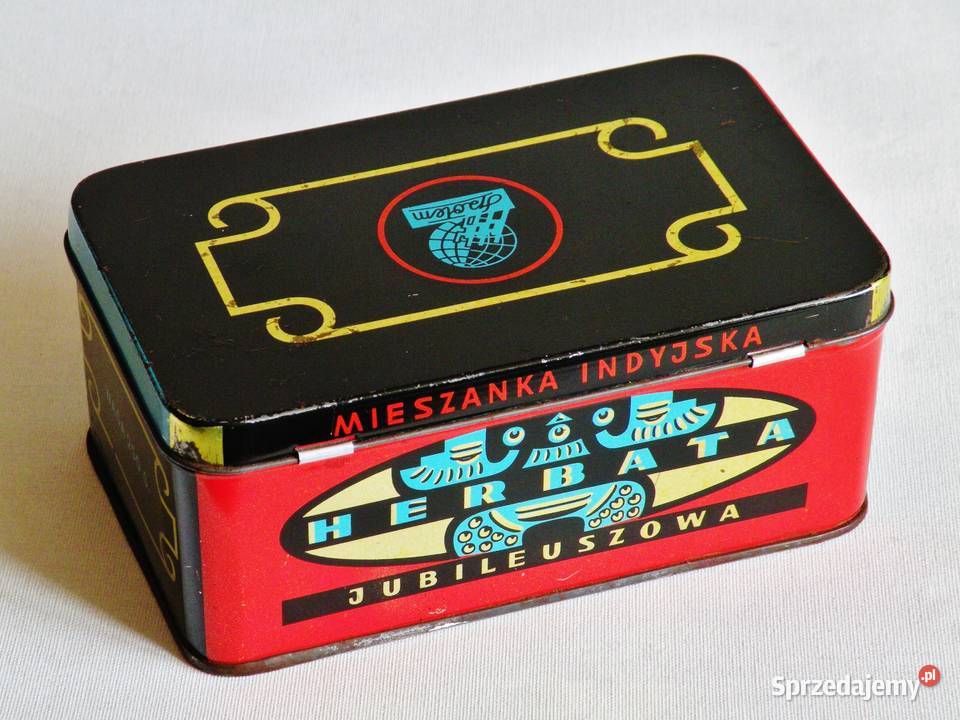 Społem
MIESZANKA INDYJSKA
HERBATA
JUBILEUSZOWA
Sprzedajemy.pl